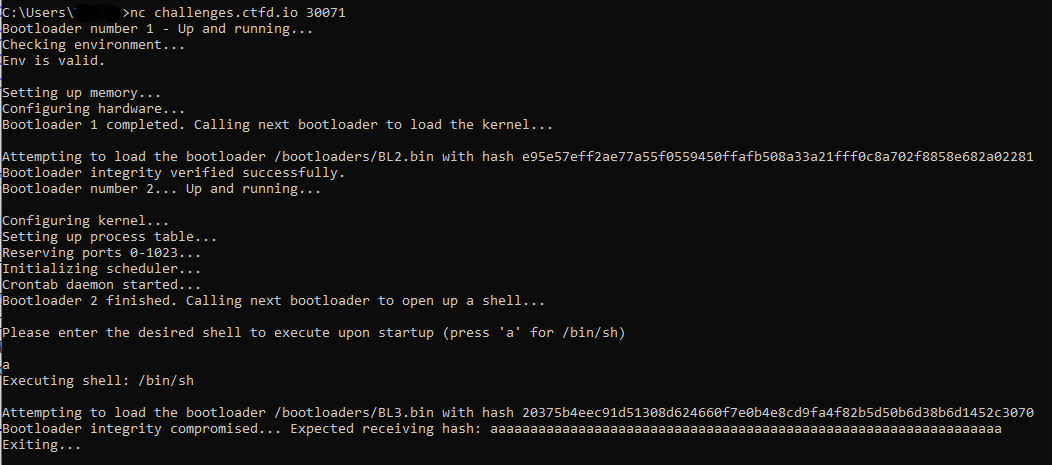 C:\Users\>nc challenges.ctfd.io 30071
Bootloader number 1 - Up and running...
Checking environment...
Env is valid.
Setting up memory...
Configuring hardware...
Bootloader 1 completed. Calling next bootloader to load the kernel...
Attempting to load the bootloader /bootloaders/BL2.bin with hash e95e57eff2ae77a55f0559450ffafb508a33a21fff0c8a702f8858e682a02281
Bootloader integrity verified successfully.
Bootloader number 2... Up and running...
Configuring kernel...
Setting up process table...
Reserving ports 0-1023...
Initializing scheduler...
Crontab daemon started...
Bootloader 2 finished. Calling next bootloader to open up a shell...
Please enter the desired shell to execute upon startup (press 'a' for /bin/sh)
a
Executing shell: /bin/sh
Attempting to load the bootloader /bootloaders/BL3.bin with hash 20375b4eec91d51308d624660f7e0b4e8cd9fa4f82b5d50b6d38b6d1452c3070
Bootloader integrity compromised... Expected receiving hash: aaaaaaaaaaaaaaaaaaaaaaaaaaaaaaaaaaaaaaaaaaaaaaaaaaaaaaaaaaaaaaaa
Exiting...